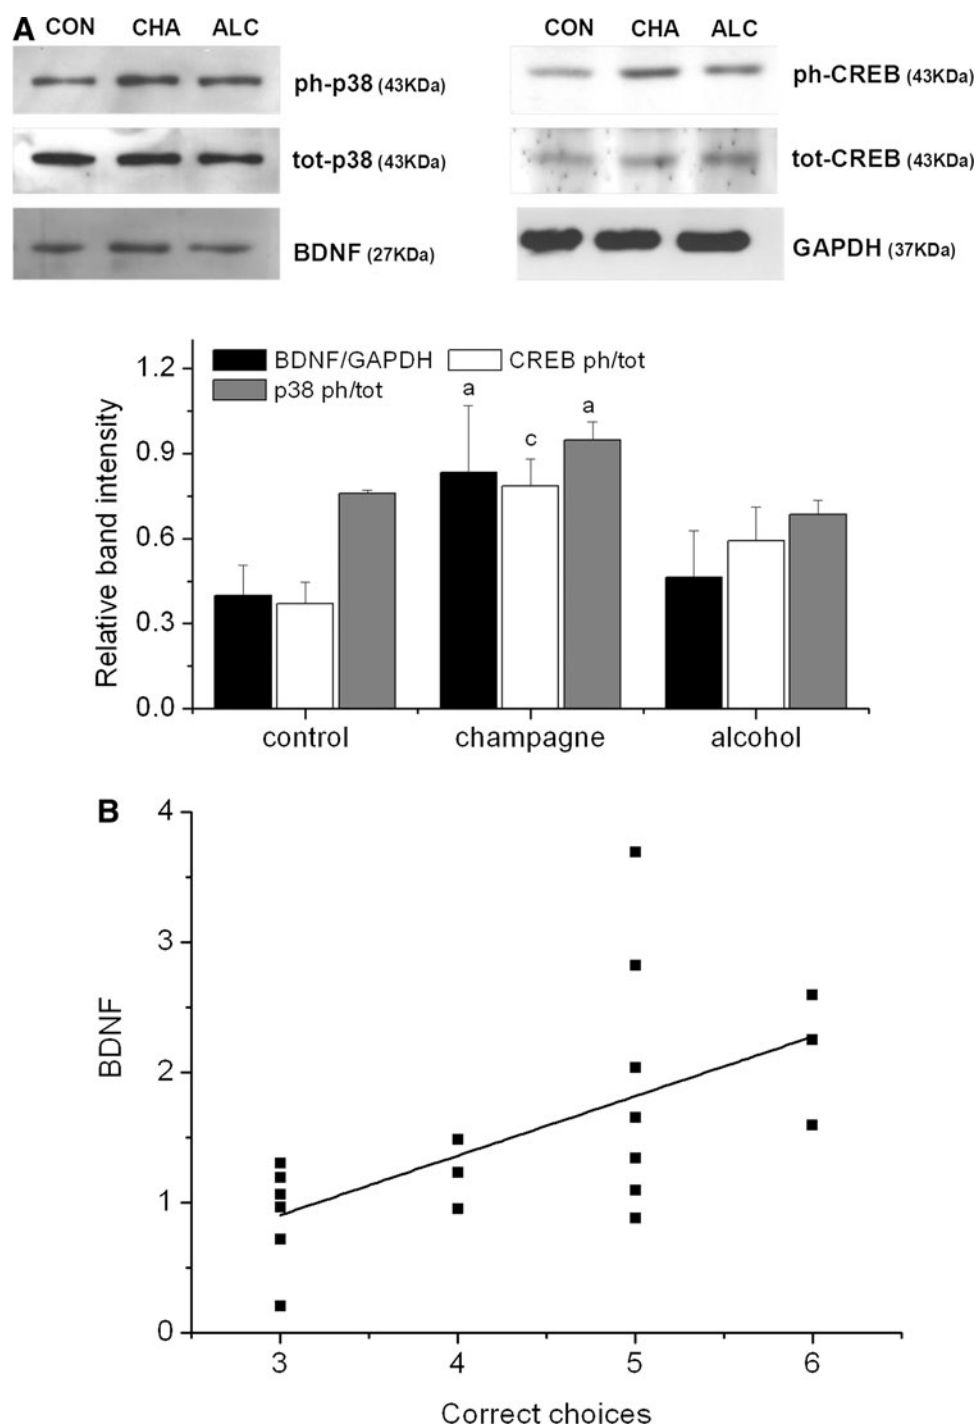 A
CON CHA ALC
CON CHA ALC
ph-p38 (43KDa)
ph-CREB (43KDa)
tot-p38 (43KDa)
tot-CREB (43KDa)
BDNF (27KDa)
GAPDH (37KDa)
BDNF/GAPDH
CREB ph/tot
p38 ph/tot
1.2
0.9
0.6
0.3
0.0
Relative band intensity
a
c
a
control
champagne
alcohol
B
4
3
2
1
0
BDNF
3
4
5
6
Correct choices